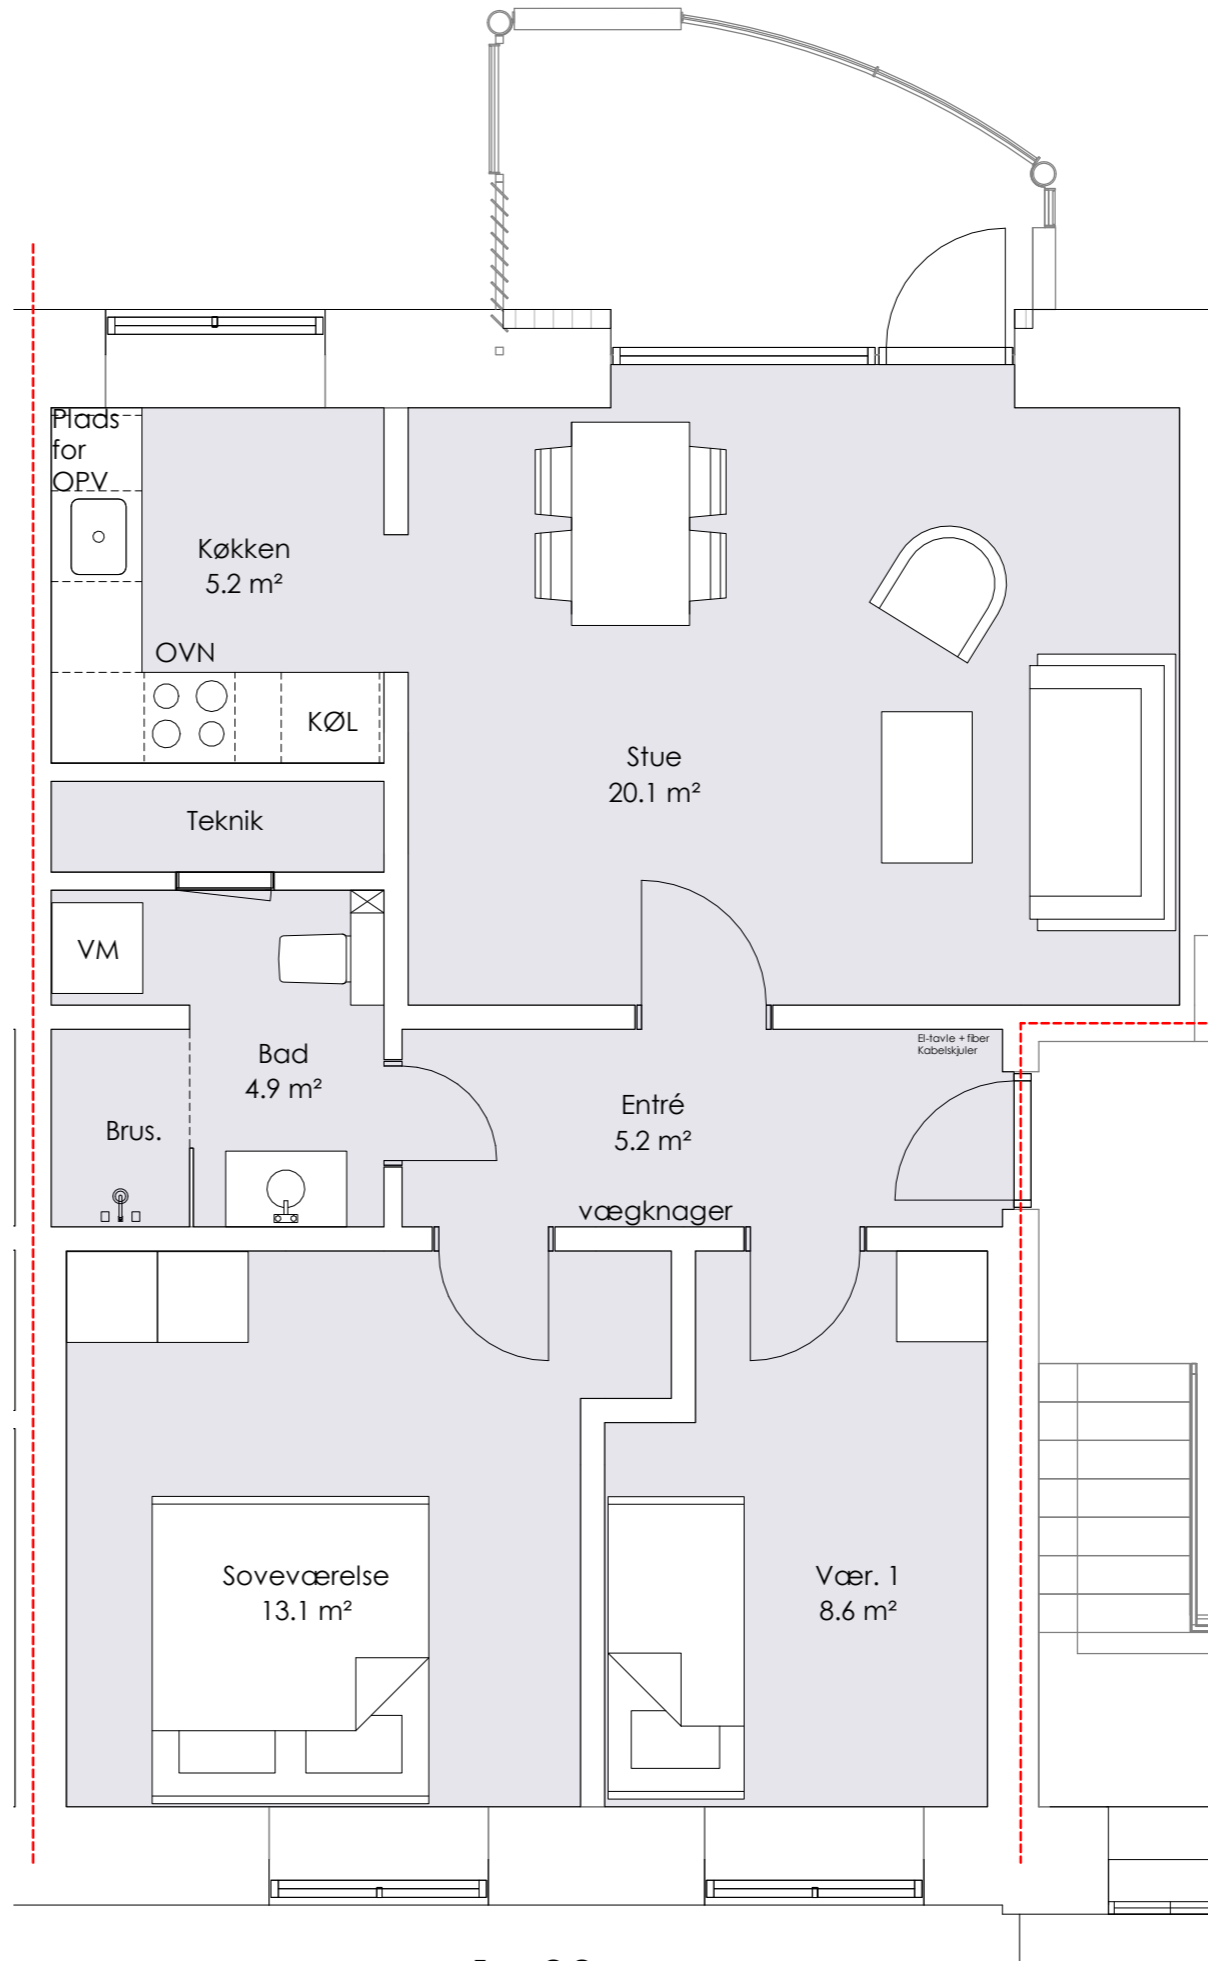 Plads
for
OPV
Køkken
5.2 m²
OVN
KØL
Stue
20.1 m²
Teknik
VM
Bad
4.9 m²
Brus.
El-tavle + fiber
Kabelskjuler
Entré
5.2 m²
vægknager
Soveværelse
13.1 m²
Vær. 1
8.6 m²